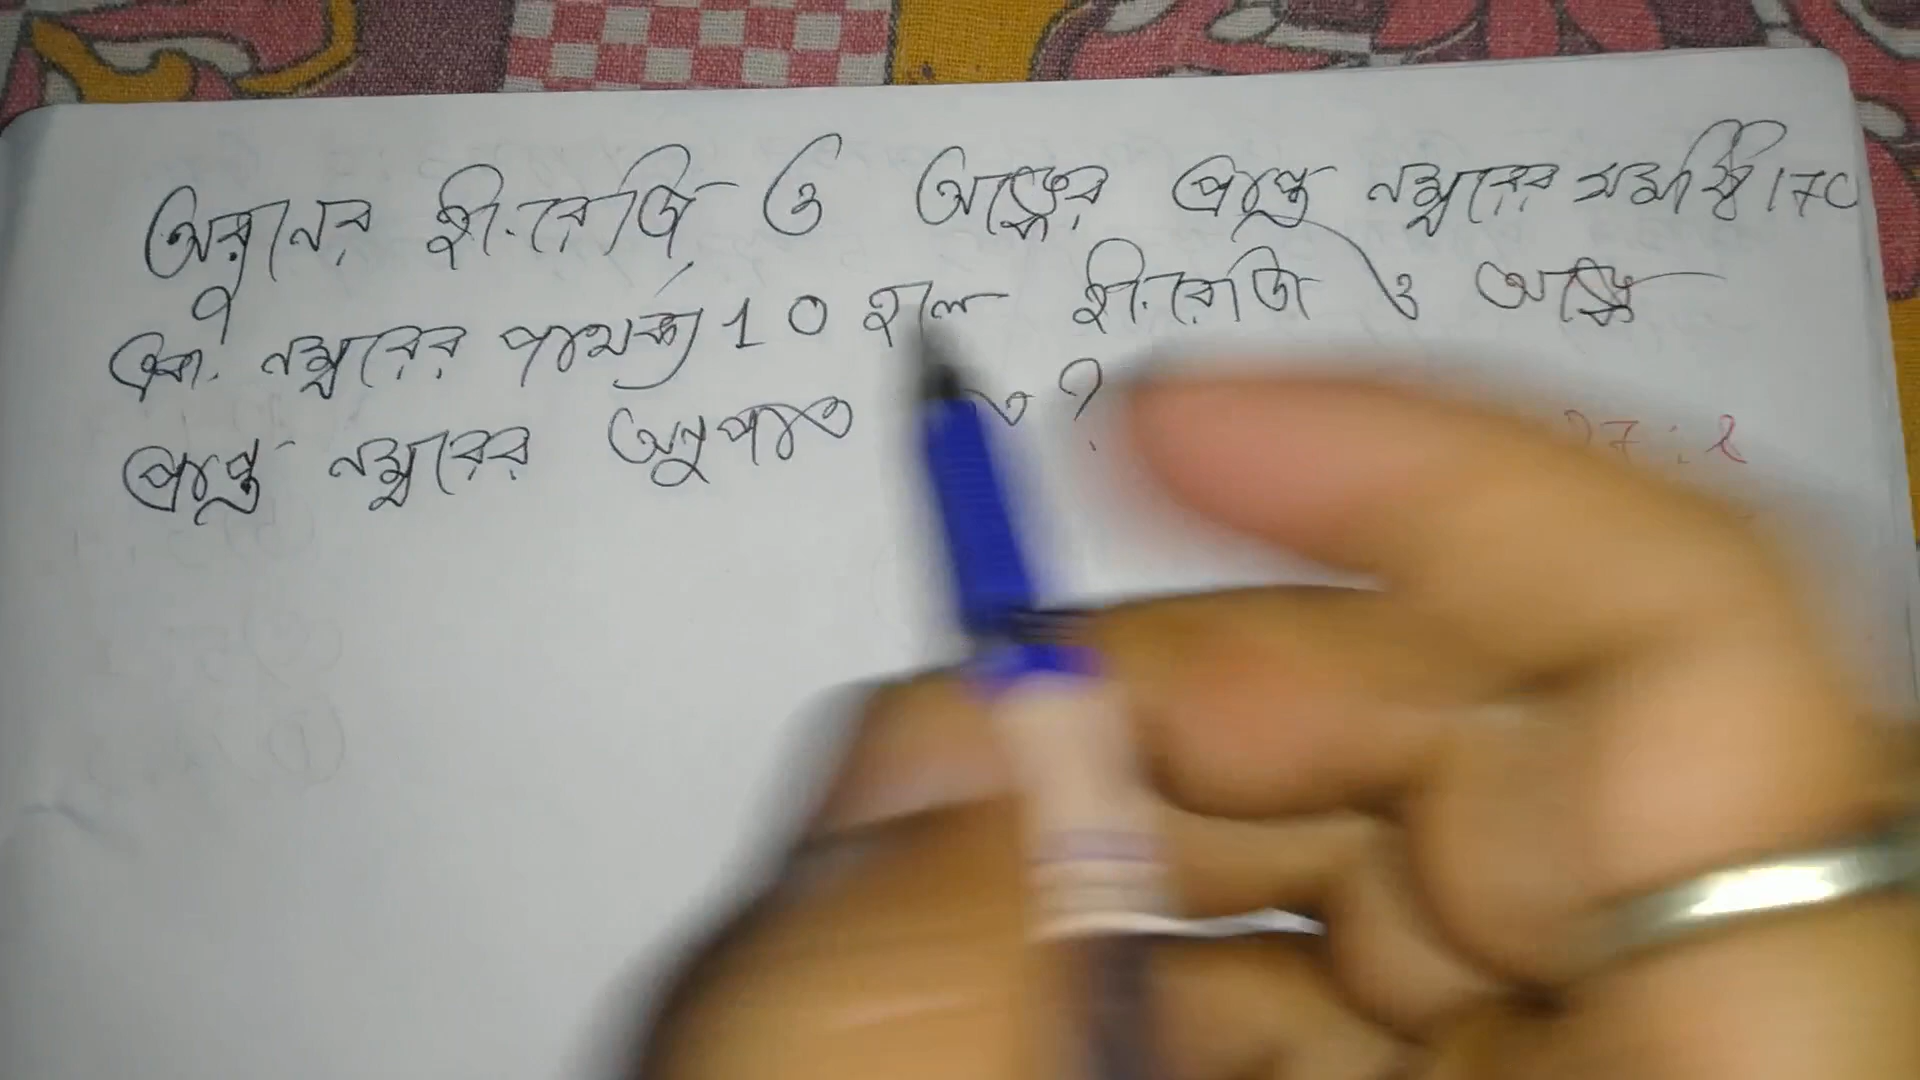 অরুনের ইংরেজি ও অঙ্কের প্রাপ্ত নম্বরের সমষ্টি 170
এবং নম্বরের পার্থক্য 10 হলে ইংরেজি ও অঙ্কে
প্রাপ্ত নম্বরের অনুপাত ?